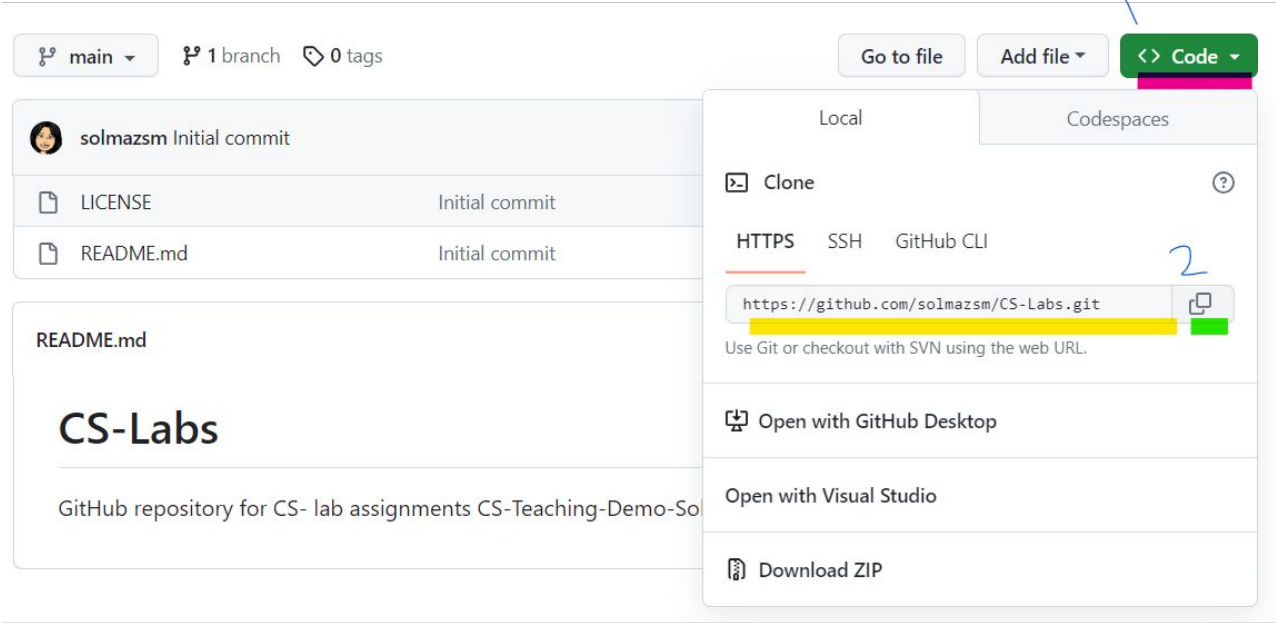 main 1 branch 0 tags Go to file Add file <> Code
Local Codespaces
solmazsm Initial commit
Clone
LICENSE Initial commit
HTTPS SSH GitHub CLI
README.md Initial commit
2
https://github.com/solmazsm/CS-Labs.git
README.md
Use Git or checkout with SVN using the web URL.
CS-Labs
Open with GitHub Desktop
GitHub repository for CS- lab assignments CS-Teaching-Demo-Sol
Open with Visual Studio
Download ZIP